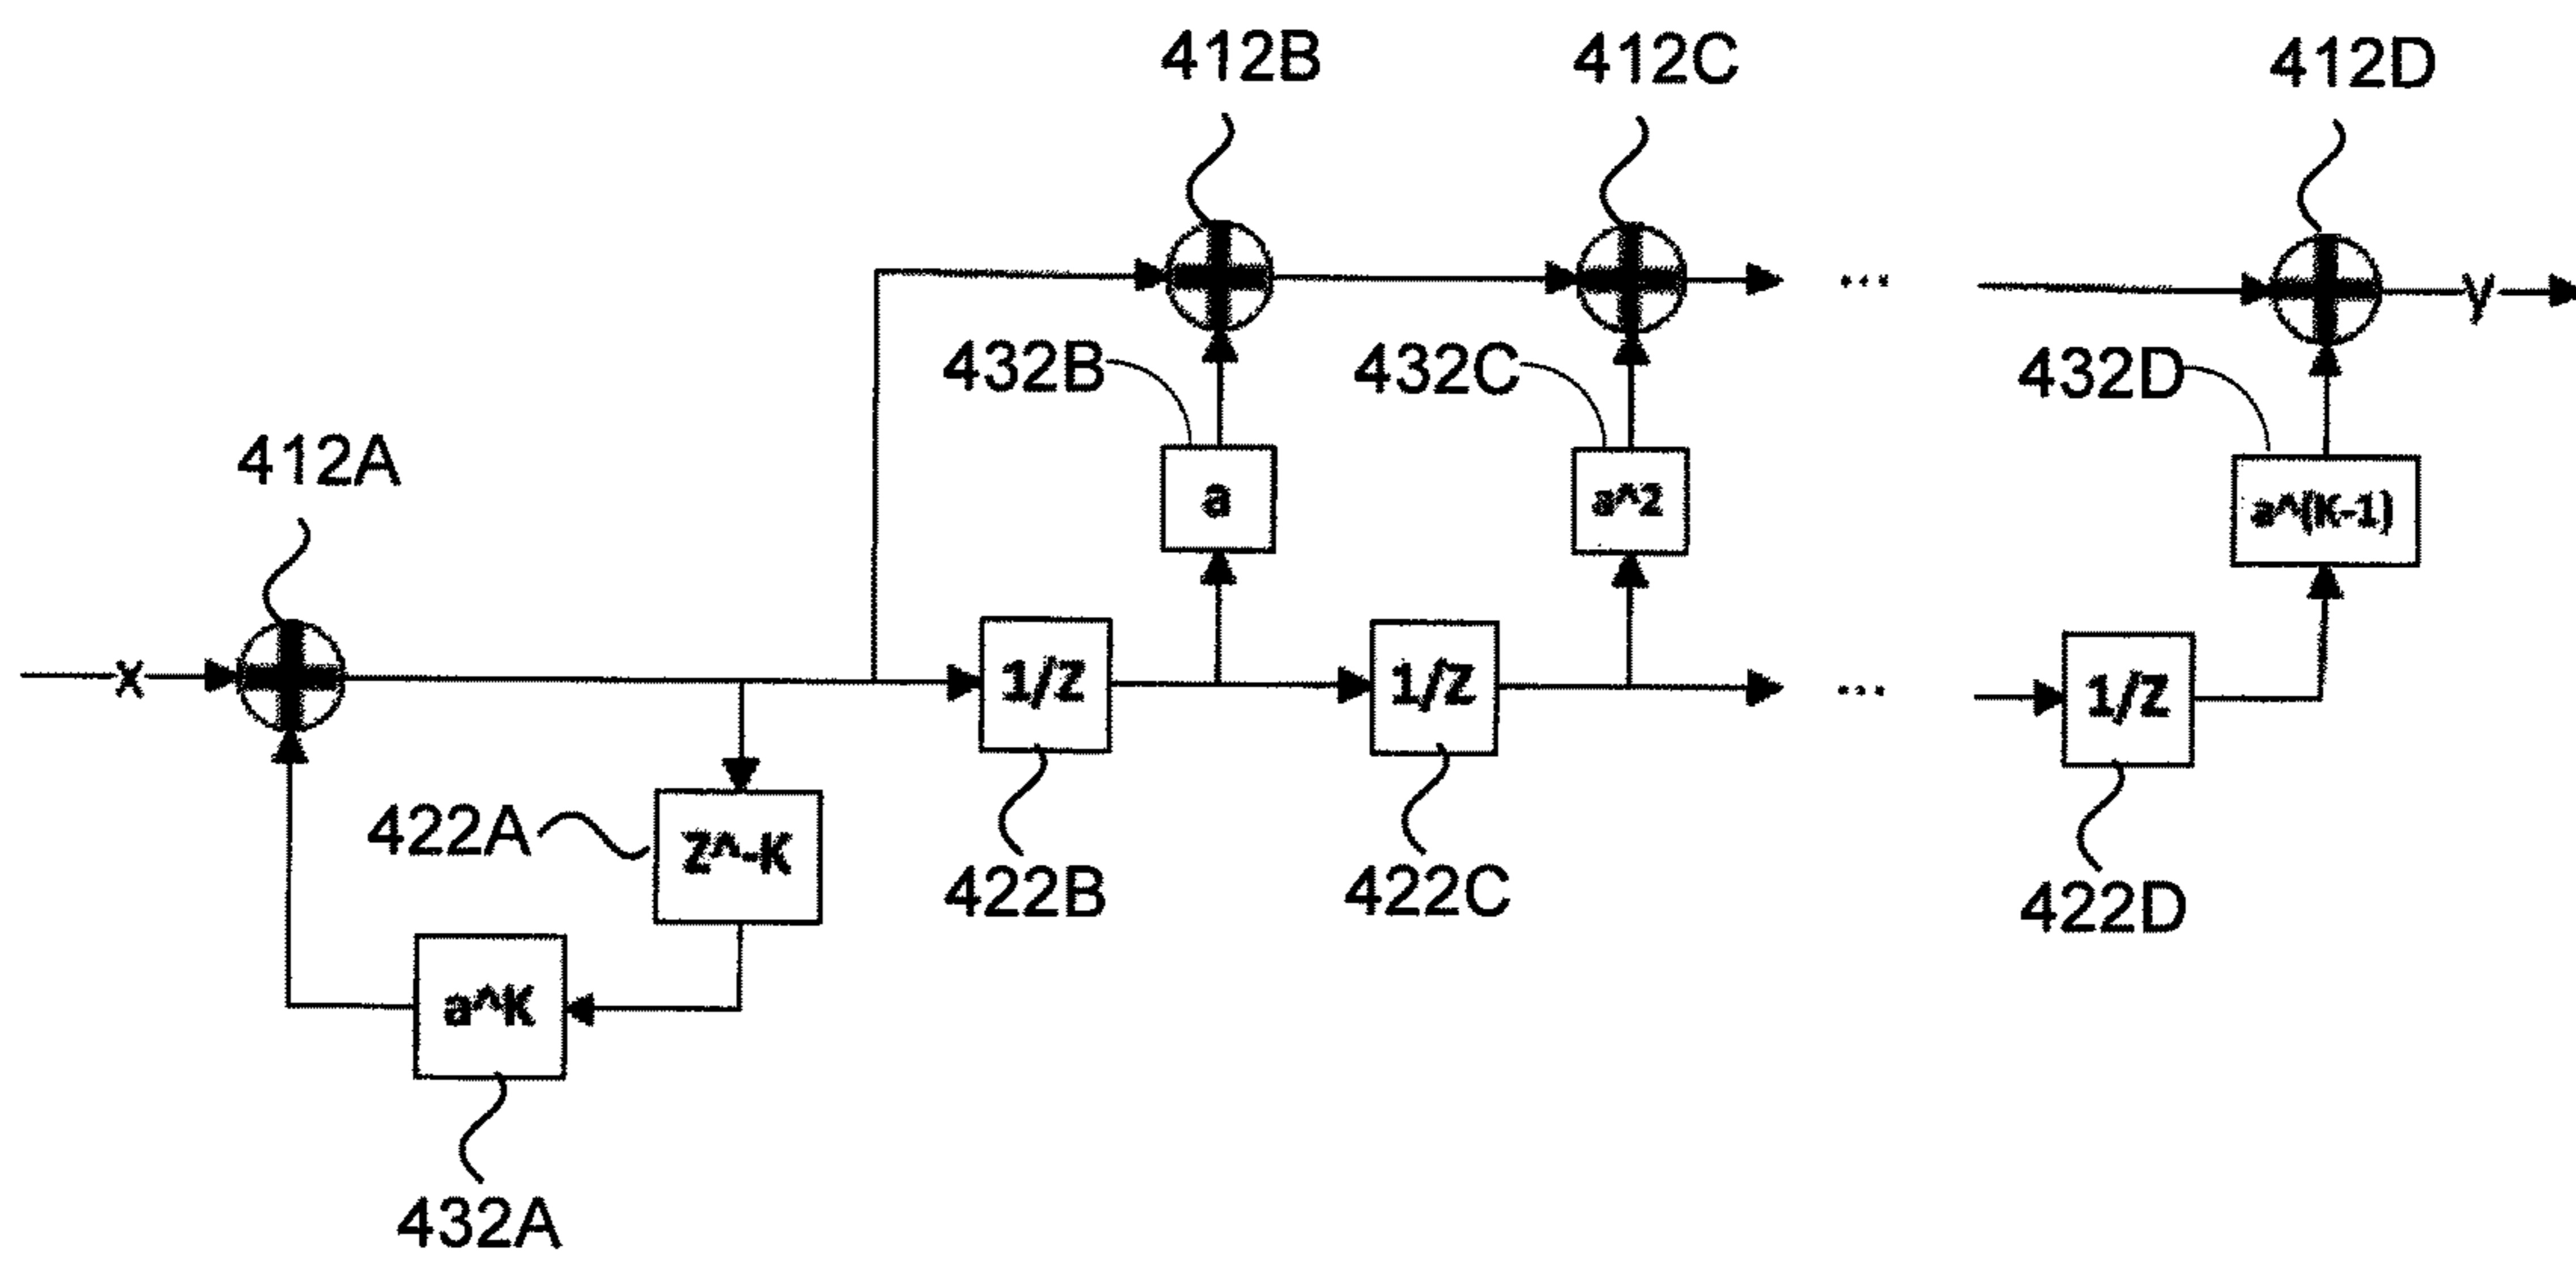 412B
412C
412D
y
432B
432C
432D
a
a^2
a^(K-1)
412A
x
1/Z
1/Z
...
...
1/Z
422A
Z^-K
422B
422C
422D
a^K
432A